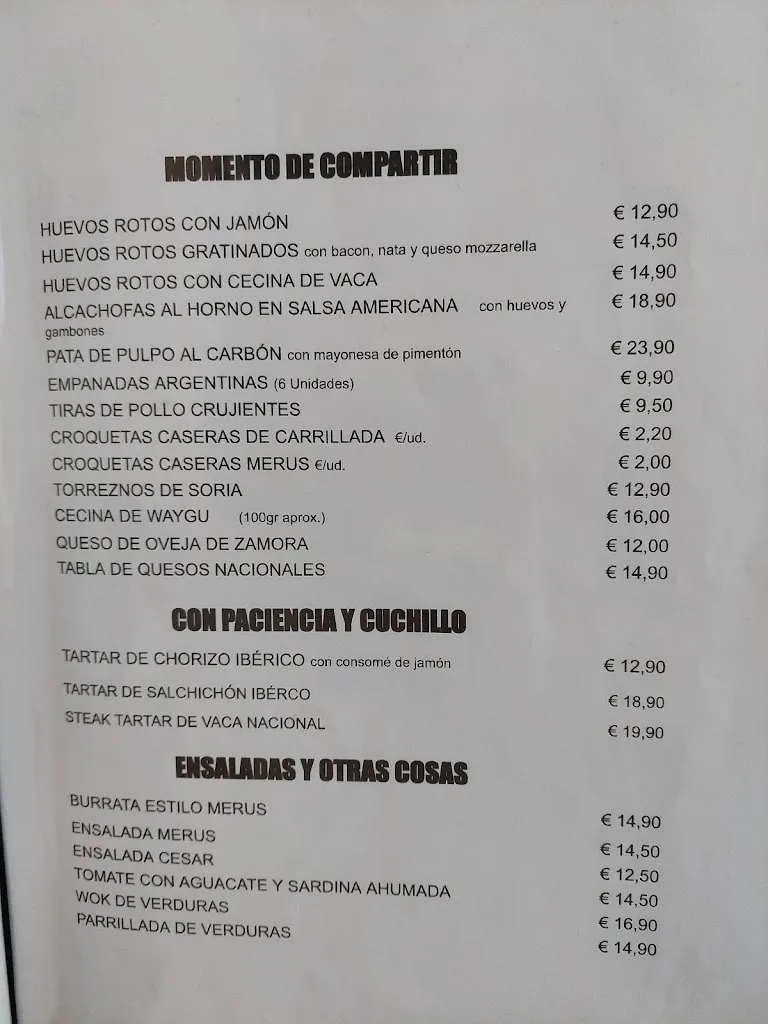 MOMENTO DE COMPARTIR
HUEVOS ROTOS CON JAMÓN € 12,90
HUEVOS ROTOS GRATINADOS con bacon, nata y queso mozzarella € 14,50
HUEVOS ROTOS CON CECINA DE VACA € 14,90
ALCACHOFAS AL HORNO EN SALSA AMERICANA con huevos y € 18,90
gambones
PATA DE PULPO AL CARBÓN con mayonesa de pimentón € 23,90
EMPANADAS ARGENTINAS (6 Unidades) € 9,90
TIRAS DE POLLO CRUJIENTES € 9,50
CROQUETAS CASERAS DE CARRILLADA €/ud. € 2,20
CROQUETAS CASERAS MERUS €/ud. € 2,00
TORREZNOS DE SORIA € 12,90
CECINA DE WAYGU (100gr aprox.) € 16,00
QUESO DE OVEJA DE ZAMORA € 12,00
TABLA DE QUESOS NACIONALES € 14,90
CON PACIENCIA Y CUCHILLO
TARTAR DE CHORIZO IBÉRICO con consomé de jamón € 12,90
TARTAR DE SALCHICHÓN IBÉRCO € 18,90
STEAK TARTAR DE VACA NACIONAL € 19,90
ENSALADAS Y OTRAS COSAS
BURRATA ESTILO MERUS € 14,90
ENSALADA MERUS € 14,50
ENSALADA CESAR € 12,50
TOMATE CON AGUACATE Y SARDINA AHUMADA € 14,50
WOK DE VERDURAS € 16,90
PARRILLADA DE VERDURAS € 14,90